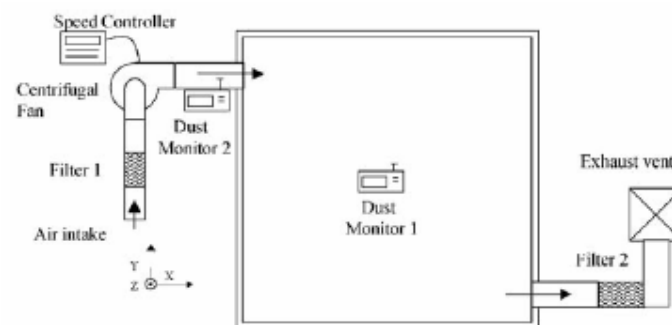 Speed Controller
Centrifugal
Fan
Dust
Monitor 2
Filter 1
Exhaust vent
Dust
Monitor 1
Air intake
Filter 2
Y
X
Z